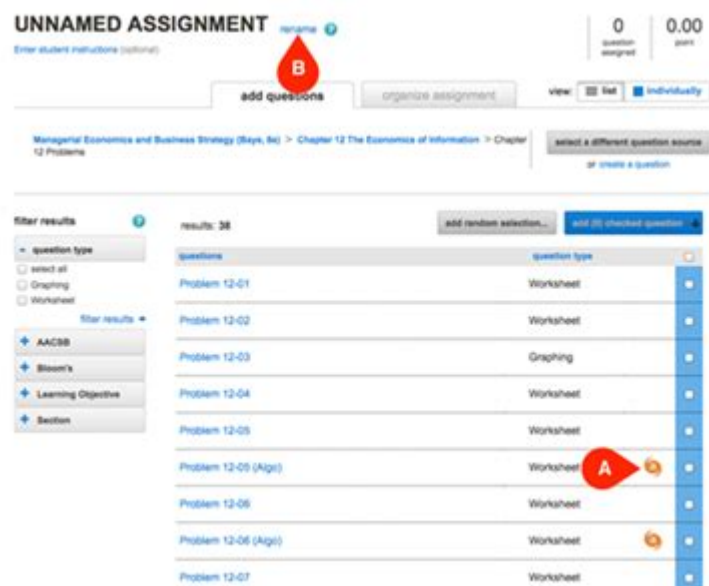 UNNAMED ASSIGNMENT rename ?
0 0.00
Enter student instructions (optional)
question assigned point
B
add questions organize assignment view: list individually
Managerial Economics and Business Strategy (Baye, 8e) > Chapter 12 The Economics of Information > Chapter
12 Problems
select a different question source
or create a question
filter results ?
results: 38
add random selection...
add (0) checked question
question type
select all
Graphing
Worksheet
filter results
AACSB
Bloom's
Learning Objective
Section
questions question type
Problem 12-01 Worksheet
Problem 12-02 Worksheet
Problem 12-03 Graphing
Problem 12-04 Worksheet
Problem 12-05 Worksheet
Problem 12-05 (Algo) Worksheet A
Problem 12-06 Worksheet
Problem 12-06 (Algo) Worksheet
Problem 12-07 Worksheet